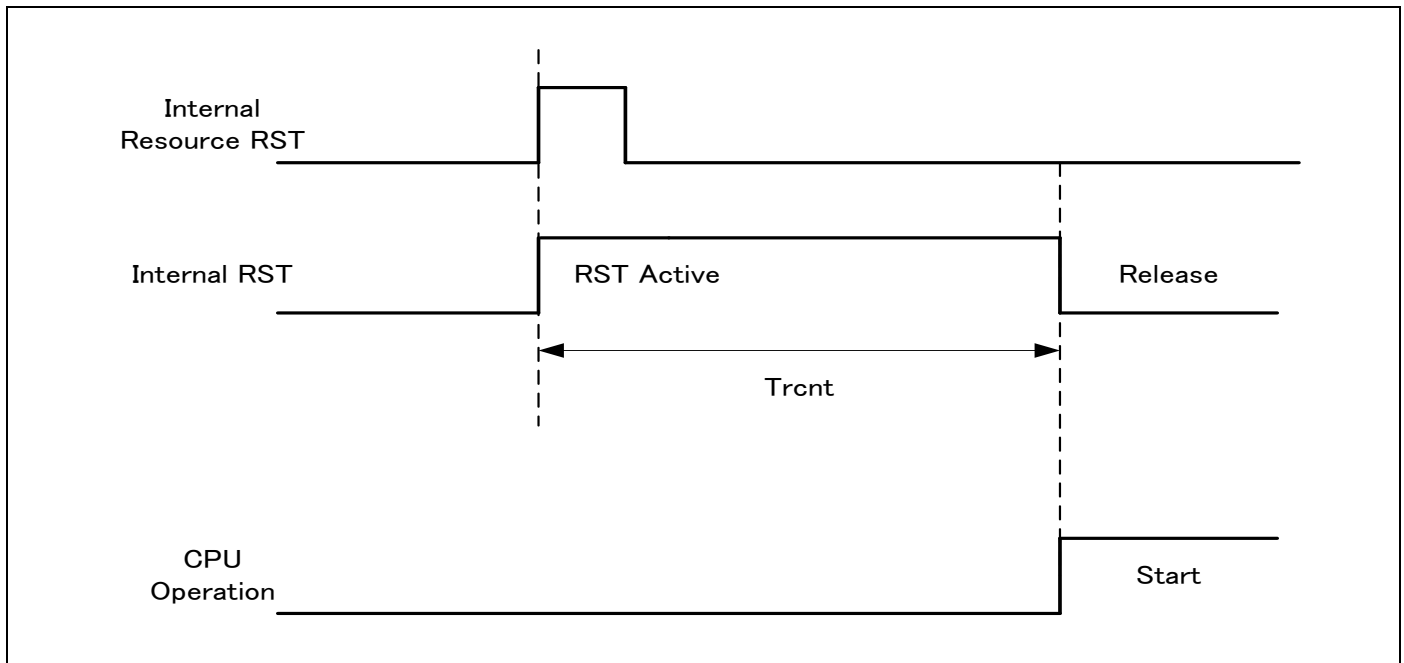 Internal
Resource RST
Internal RST
RST Active
Release
Trcnt
CPU
Operation
Start